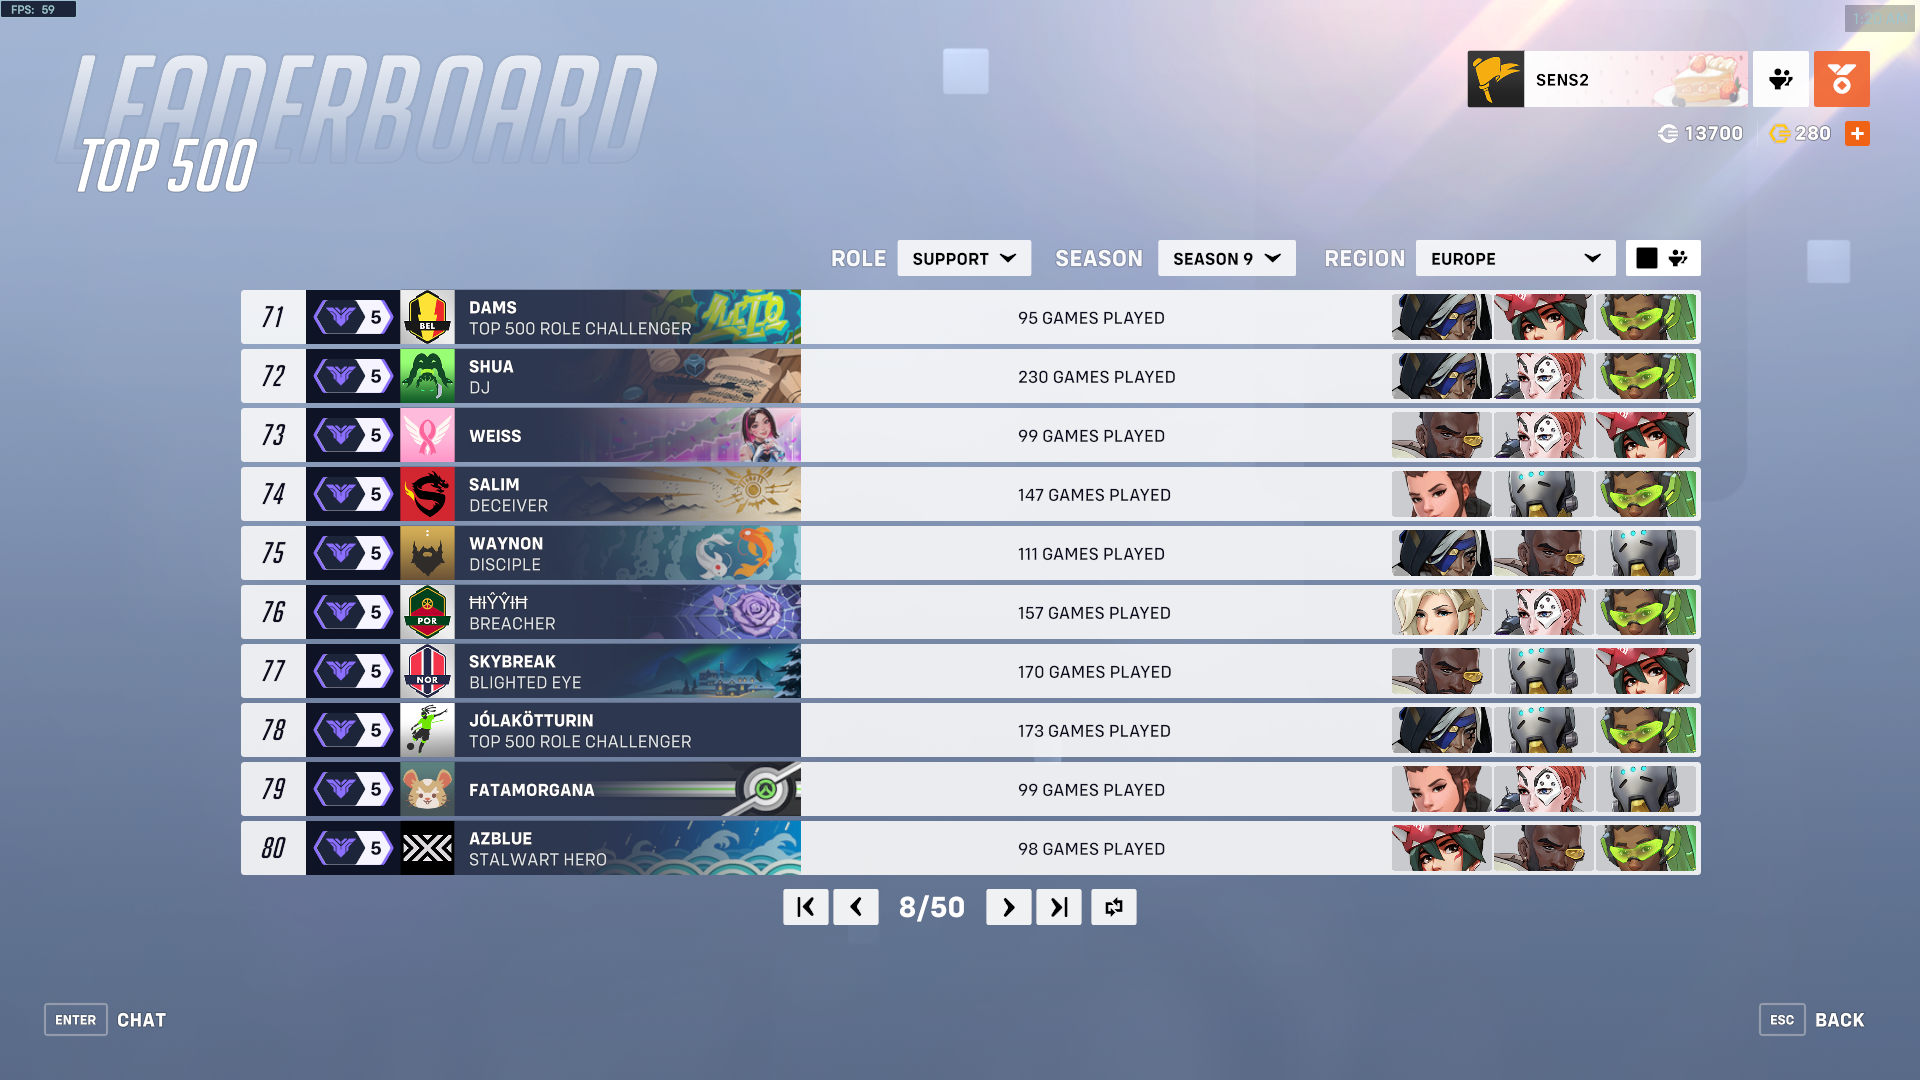 FPS: 59
LEADERBOARD
TOP 500
SENS2
13700
280
ROLE SUPPORT SEASON SEASON 9 REGION EUROPE
71 5 BEL DAMS
TOP 500 ROLE CHALLENGER
95 GAMES PLAYED
72 5 SHUA
DJ
230 GAMES PLAYED
73 5 WEISS
99 GAMES PLAYED
74 5 SALIM
DECEIVER
147 GAMES PLAYED
75 5 WAYNON
DISCIPLE
111 GAMES PLAYED
76 5 POR ĦIŶŶIĦ
BREACHER
157 GAMES PLAYED
77 5 NOR SKYBREAK
BLIGHTED EYE
170 GAMES PLAYED
78 5 JÓLAKÖTTURIN
TOP 500 ROLE CHALLENGER
173 GAMES PLAYED
79 5 FATAMORGANA
99 GAMES PLAYED
80 5 AZBLUE
STALWART HERO
98 GAMES PLAYED
8/50
ENTER CHAT
ESC BACK